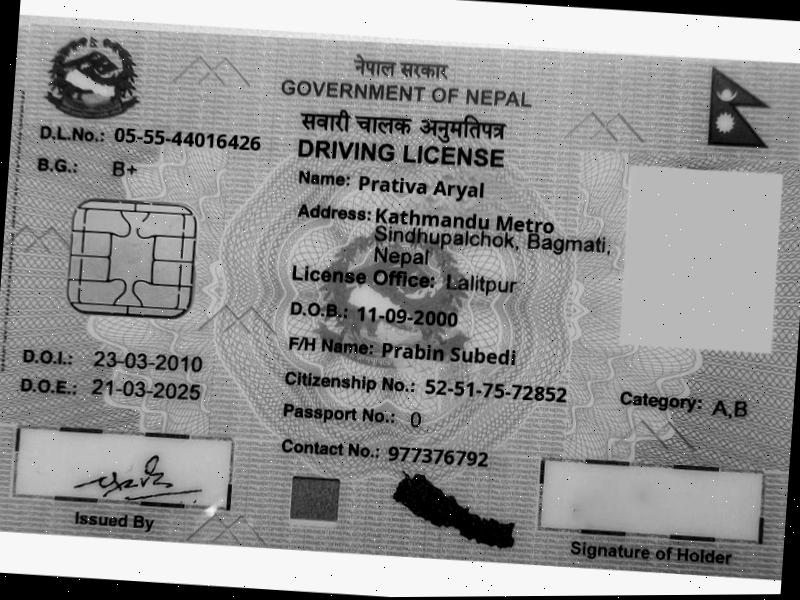 नेपाल सरकार
GOVERNMENT OF NEPAL
सवारी चालक अनुमतिपत्र
DRIVING LICENSE
D.L.No.: 05-55-44016426
B.G.: B+
Name: Prativa Aryal
Address: Kathmandu Metro
Sindhupalchok, Bagmati,
Nepal
License Office: Lalitpur
D.O.B.: 11-09-2000
F/H Name: Prabin Subedi
D.O.I.: 23-03-2010
D.O.E.: 21-03-2025
Citizenship No.: 52-51-75-72852
Category: A,B
Passport No.: 0
Contact No.: 977376792
Issued By
Signature of Holder